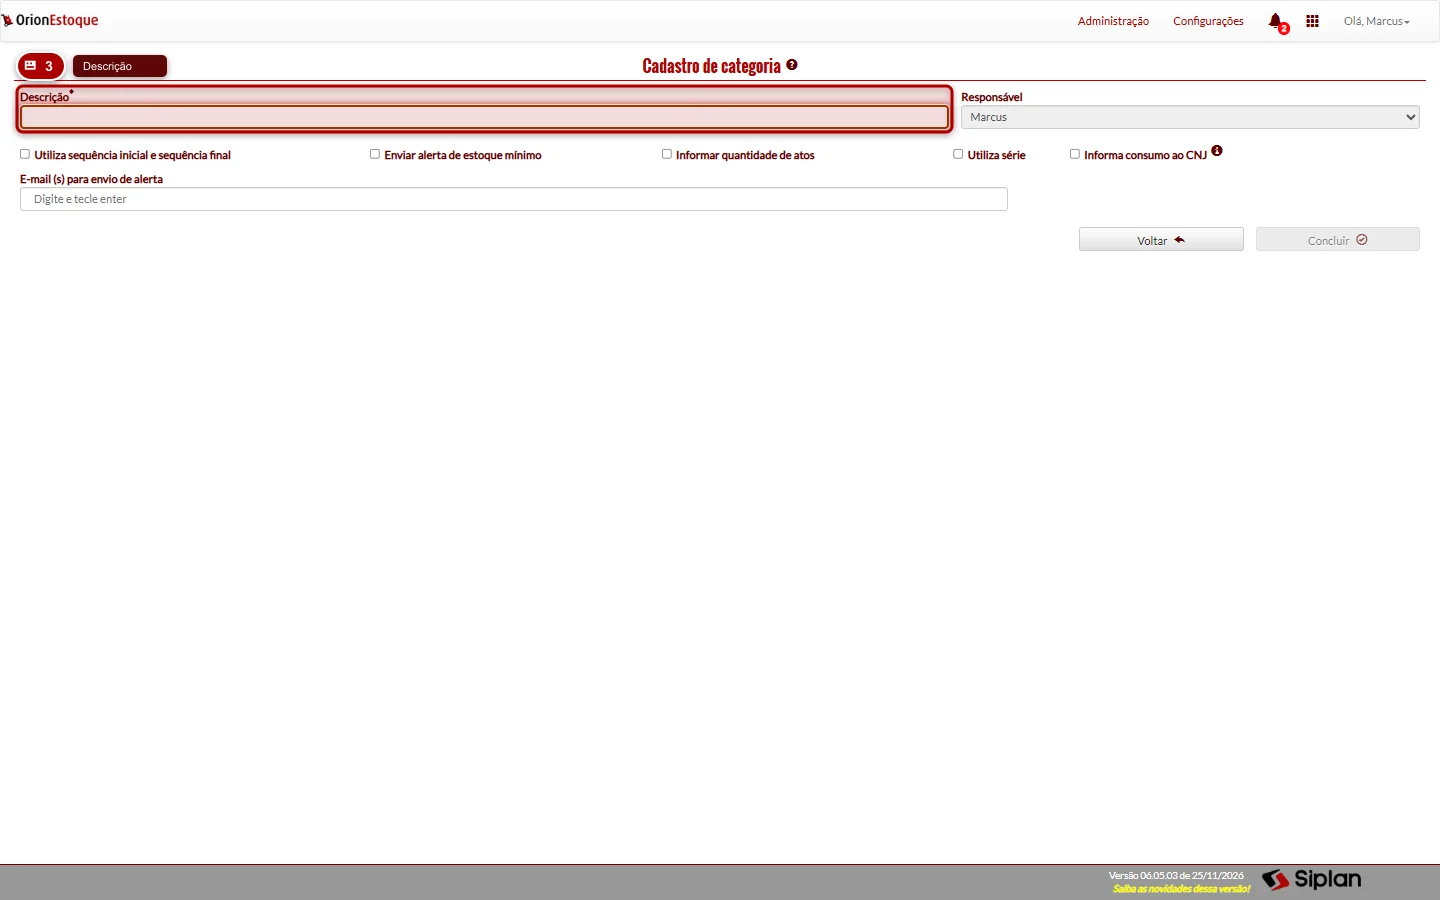 OrionEstoque
Administração
Configurações
2
Olá, Marcus
3
Descrição
Cadastro de categoria
Descrição*
Responsável
Marcus
Utiliza sequência inicial e sequência final
Enviar alerta de estoque mínimo
Informar quantidade de atos
Utiliza série
Informa consumo ao CNJ
E-mail (s) para envio de alerta
Digite e tecle enter
Voltar
Concluir
Versão 06.05.03 de 25/11/2026
Saiba as novidades dessa versão!
Siplan